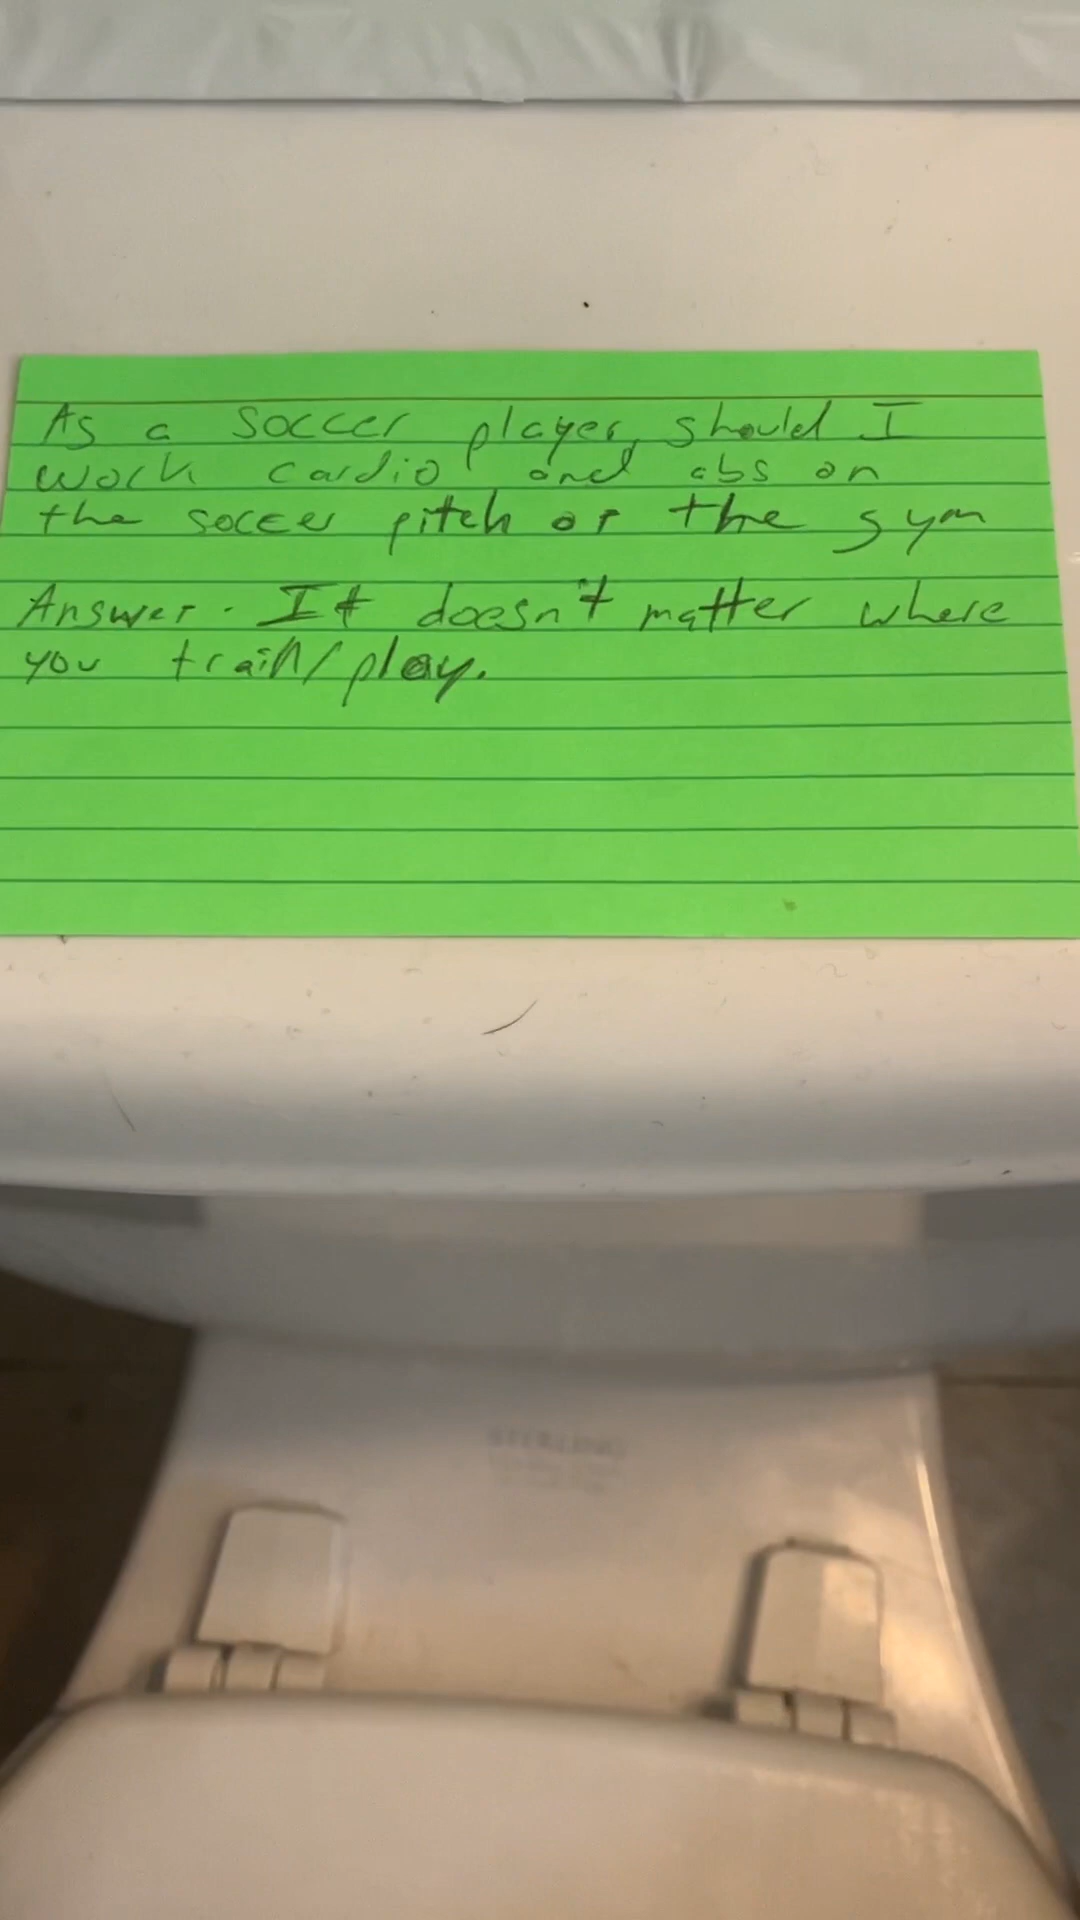 As a soccer player, should I
work cardio and abs on
the soccer pitch or the gym
Answer. It doesn't matter where
you train/play.